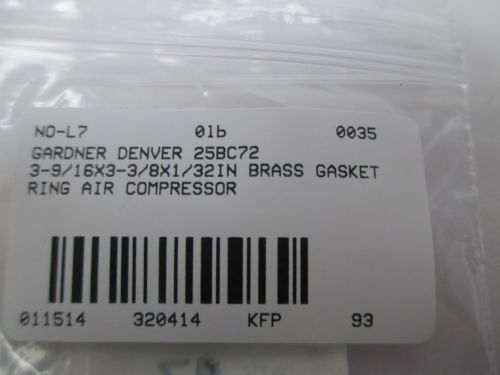 NO-L7 01b 0035
GARDNER DENVER 25BC72
3-9/16X3-3/8X1/32IN BRASS GASKET
RING AIR COMPRESSOR
011514 320414 KFP 93